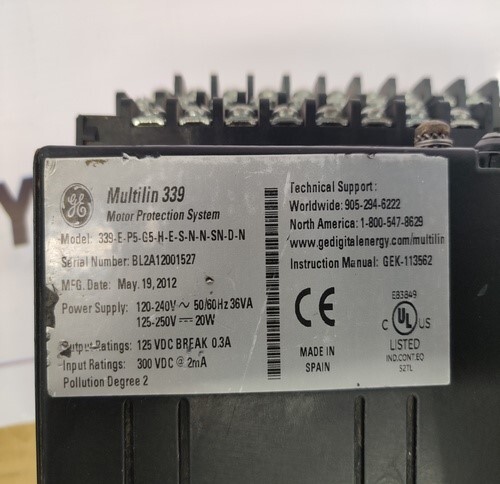 GE
Multilin 339
Motor Protection System
Model: 339-E-P5-G5-H-E-S-N-N-SN-D-N
Serial Number: BL2A12001527
MFG. Date: May.19,2012
Power Supply: 120-240V ~ 50/60Hz 36VA
125-250V ⎓ 20W
Output Ratings: 125 VDC BREAK 0.3A
Input Ratings: 300 VDC @ 2mA
Pollution Degree 2
Technical Support:
Worldwide: 905-294-6222
North America: 1-800-547-8629
www.gedigitalenergy.com/multilin
Instruction Manual: GEK-113562
CE
MADE IN
SPAIN
E83849
C UL US
LISTED
IND.CONT.EQ
52TL